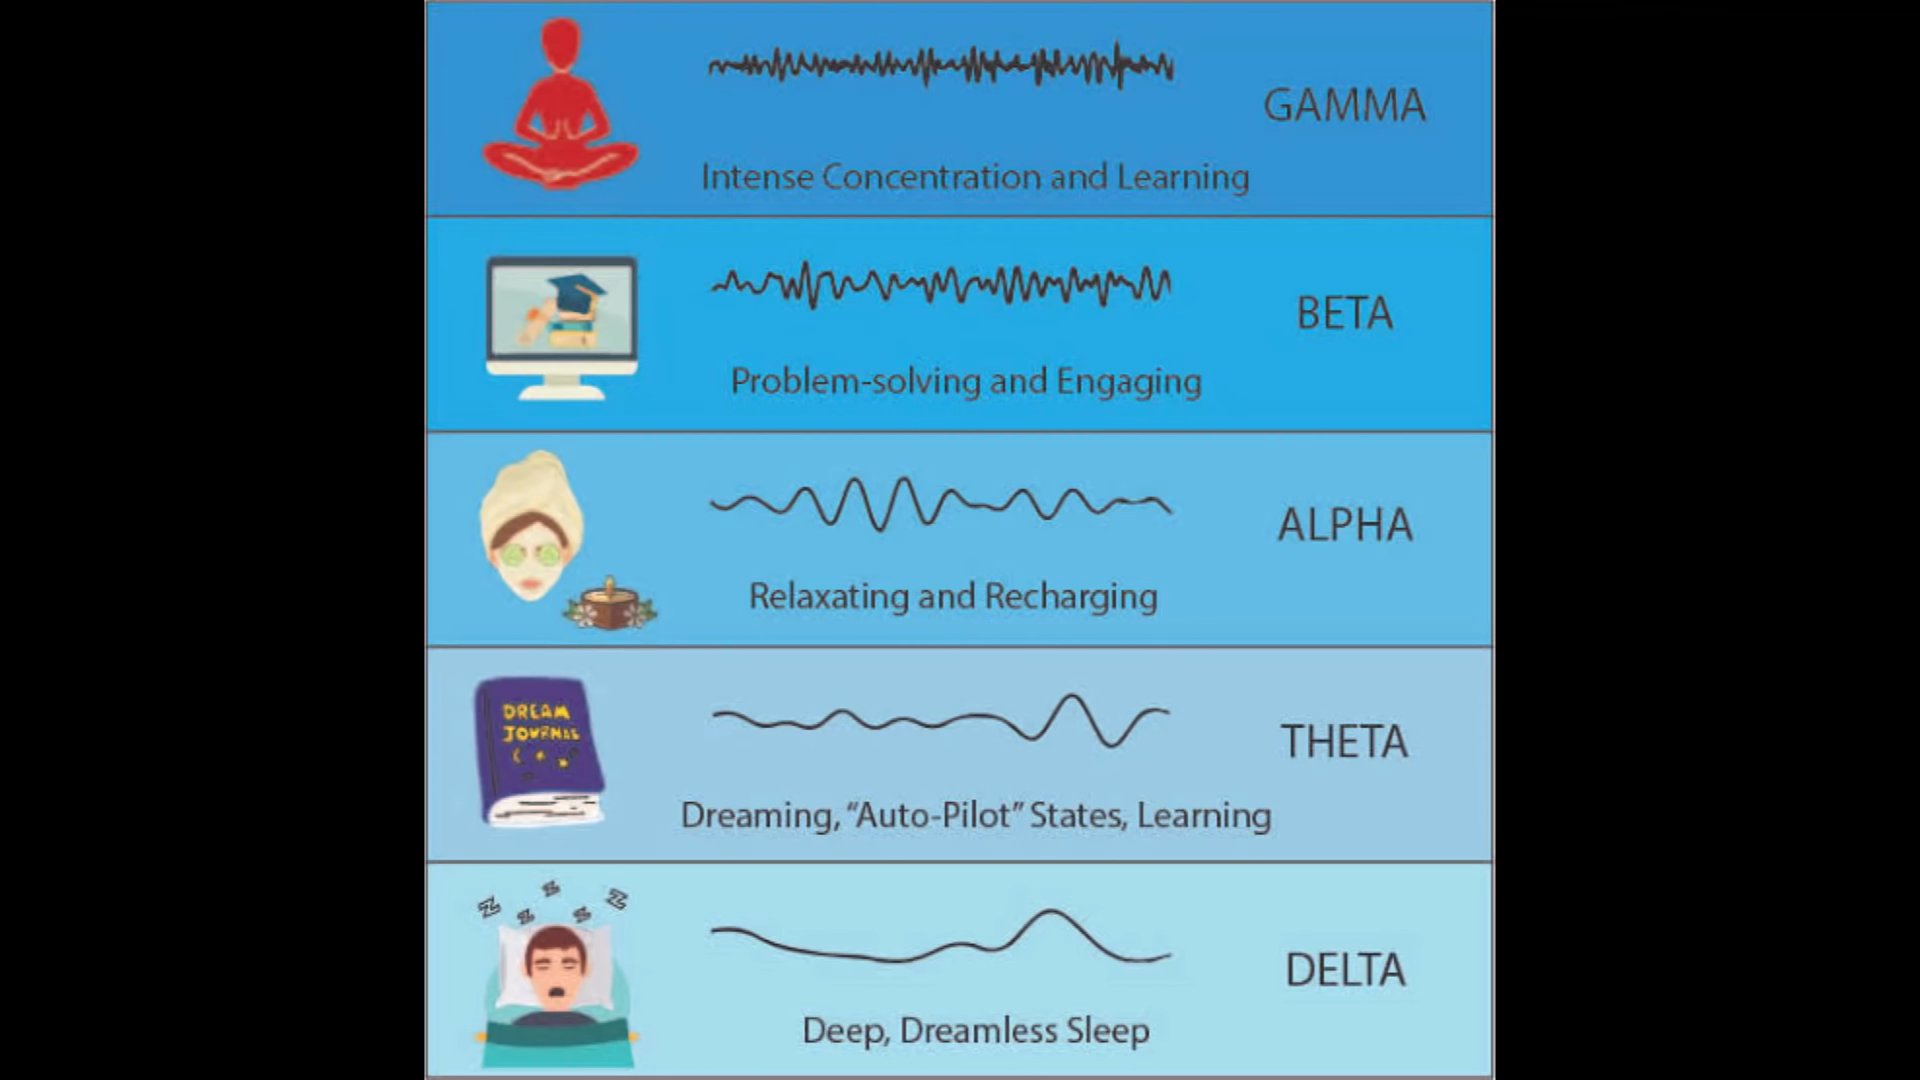 GAMMA
Intense Concentration and Learning
BETA
Problem-solving and Engaging
ALPHA
Relaxating and Recharging
DREAM
JOURNAL
THETA
Dreaming, “Auto-Pilot” States, Learning
Z Z Z Z Z
DELTA
Deep, Dreamless Sleep